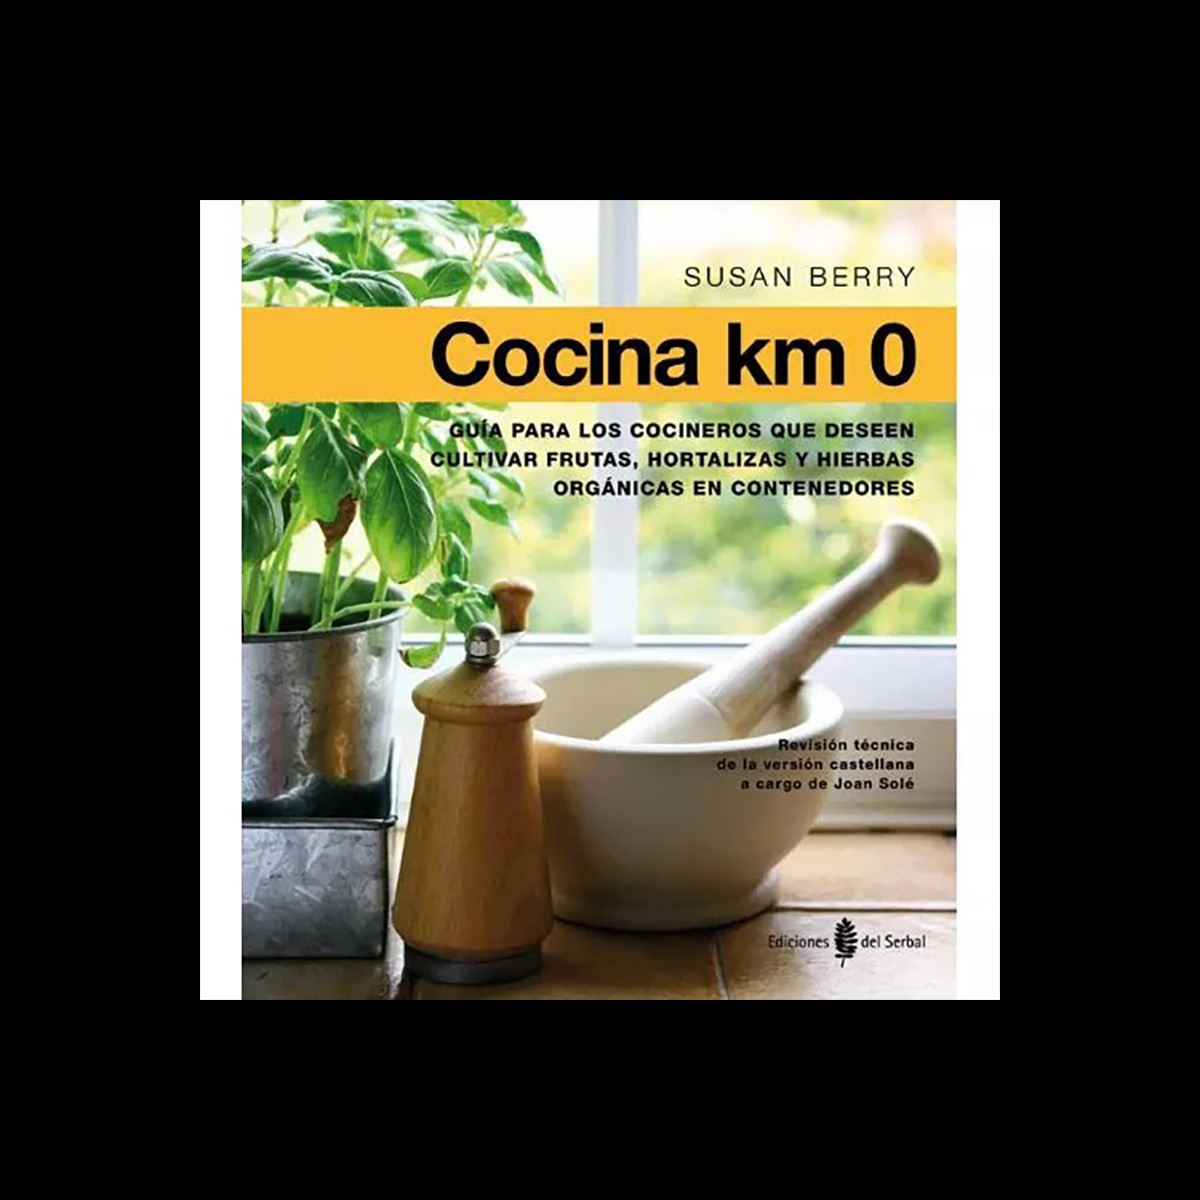 SUSAN BERRY
Cocina km 0
GUÍA PARA LOS COCINEROS QUE DESEEN
CULTIVAR FRUTAS, HORTALIZAS Y HIERBAS
ORGÁNICAS EN CONTENEDORES
Revisión técnica
de la versión castellana
a cargo de Joan Solé
Ediciones del Serbal